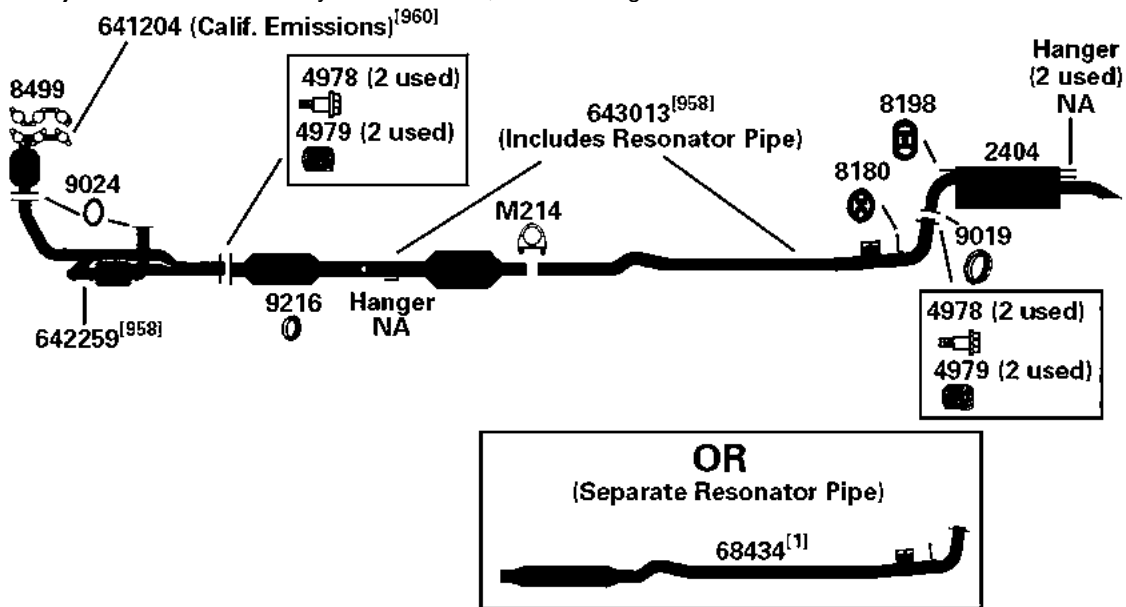 641204 (Calif. Emissions)[960]
8499
4978 (2 used)
4979 (2 used)
643013[958]
(Includes Resonator Pipe)
8198
Hanger
(2 used)
NA
2404
9024
8180
M214
9019
9216
Hanger
NA
642259[958]
4978 (2 used)
4979 (2 used)
OR
(Separate Resonator Pipe)
68434[1]